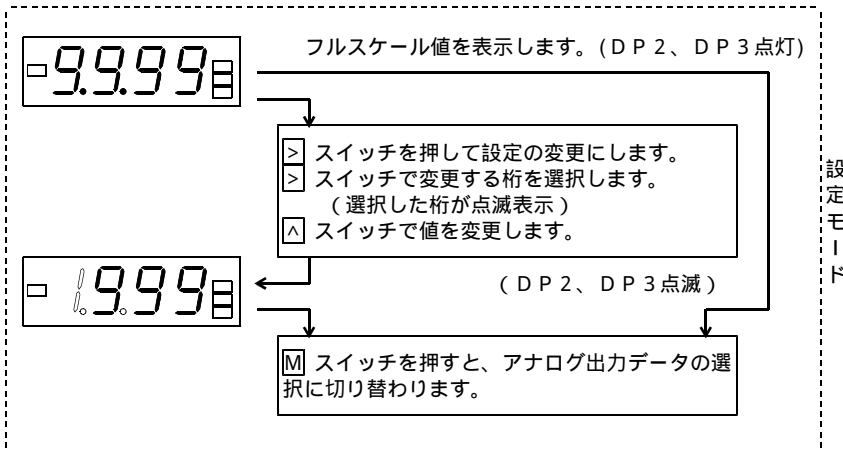 フルスケール値を表示します。(ＤＰ２、ＤＰ３点灯)
-9.9.99
> スイッチを押して設定の変更にします。
> スイッチで変更する桁を選択します。
(選択した桁が点滅表示)
^ スイッチで値を変更します。
設定モード
1.9.99
(ＤＰ２、ＤＰ３点滅)
M スイッチを押すと、アナログ出力データの選
択に切り替わります。